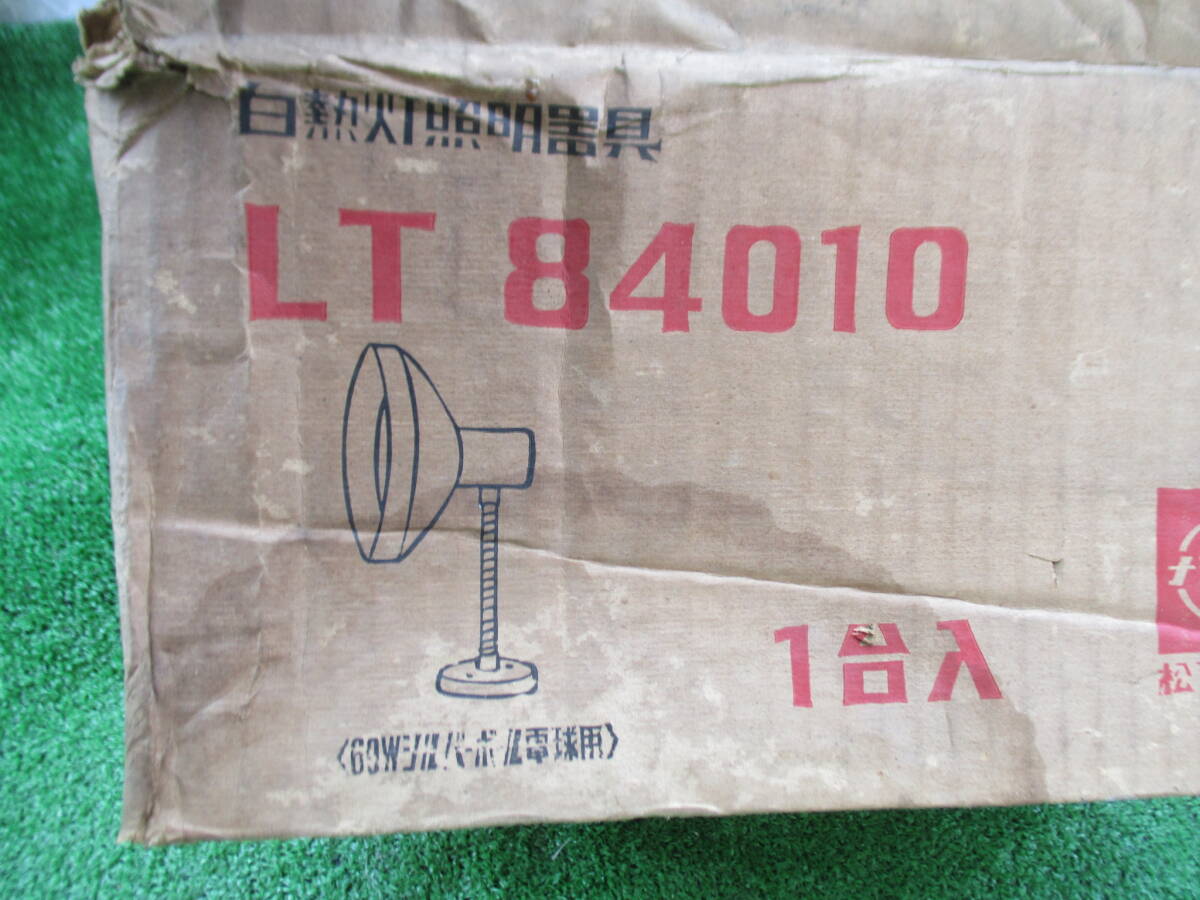 白熱灯照明器具
LT 84010
1台入
松
〈60Wシルバーボール電球用〉